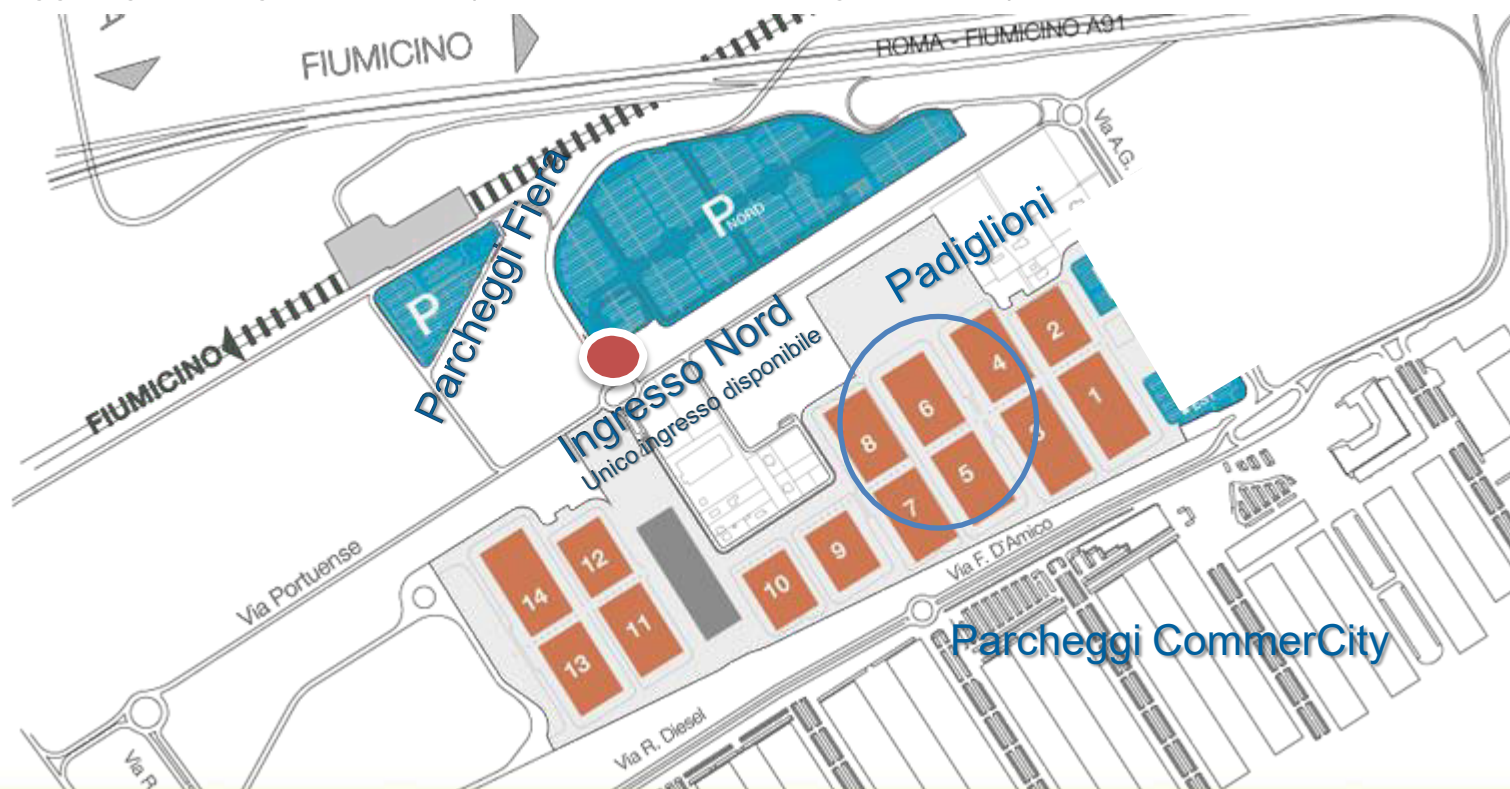 FIUMICINO
ROMA - FIUMICINO A91
Via A.G.
Parcheggi Fiera
P
NORD
P
Padiglioni
FIUMICINO
Ingresso Nord
Unico ingresso disponibile
2
4
1
6
3
8
5
7
EST
9
10
12
14
11
13
Via Portuense
Via F. D'Amico
Parcheggi CommerCity
Via R. Diesel
Via R